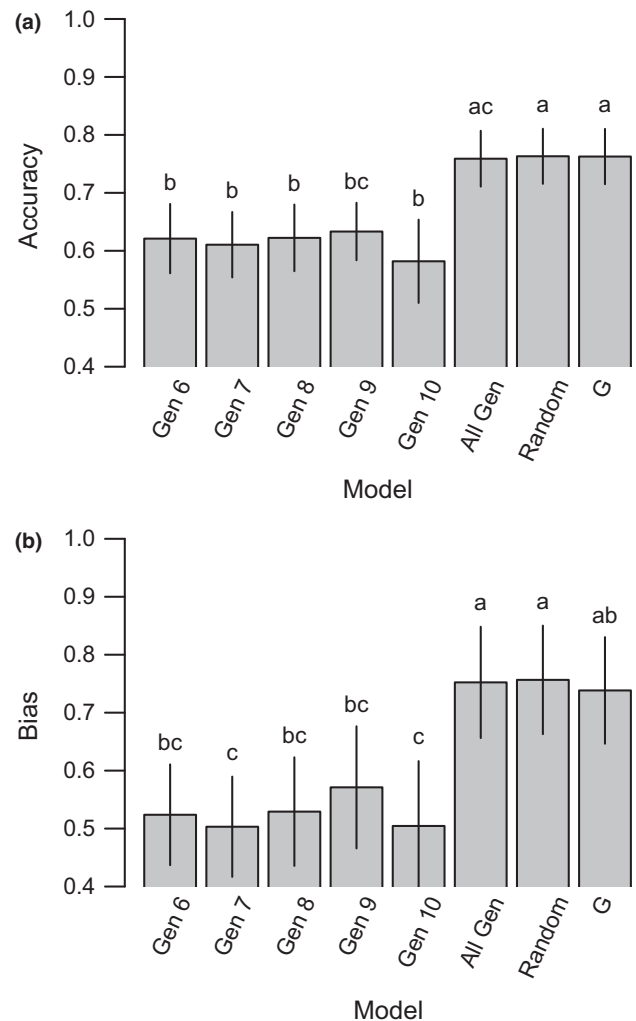 (a)
1.0
0.9
0.8
0.7
0.6
0.5
0.4
Accuracy
b b b bc b ac a a
Gen 6 Gen 7 Gen 8 Gen 9 Gen 10 All Gen Random G
Model
(b)
1.0
0.9
0.8
0.7
0.6
0.5
0.4
Bias
bc c bc bc c a a ab
Gen 6 Gen 7 Gen 8 Gen 9 Gen 10 All Gen Random G
Model